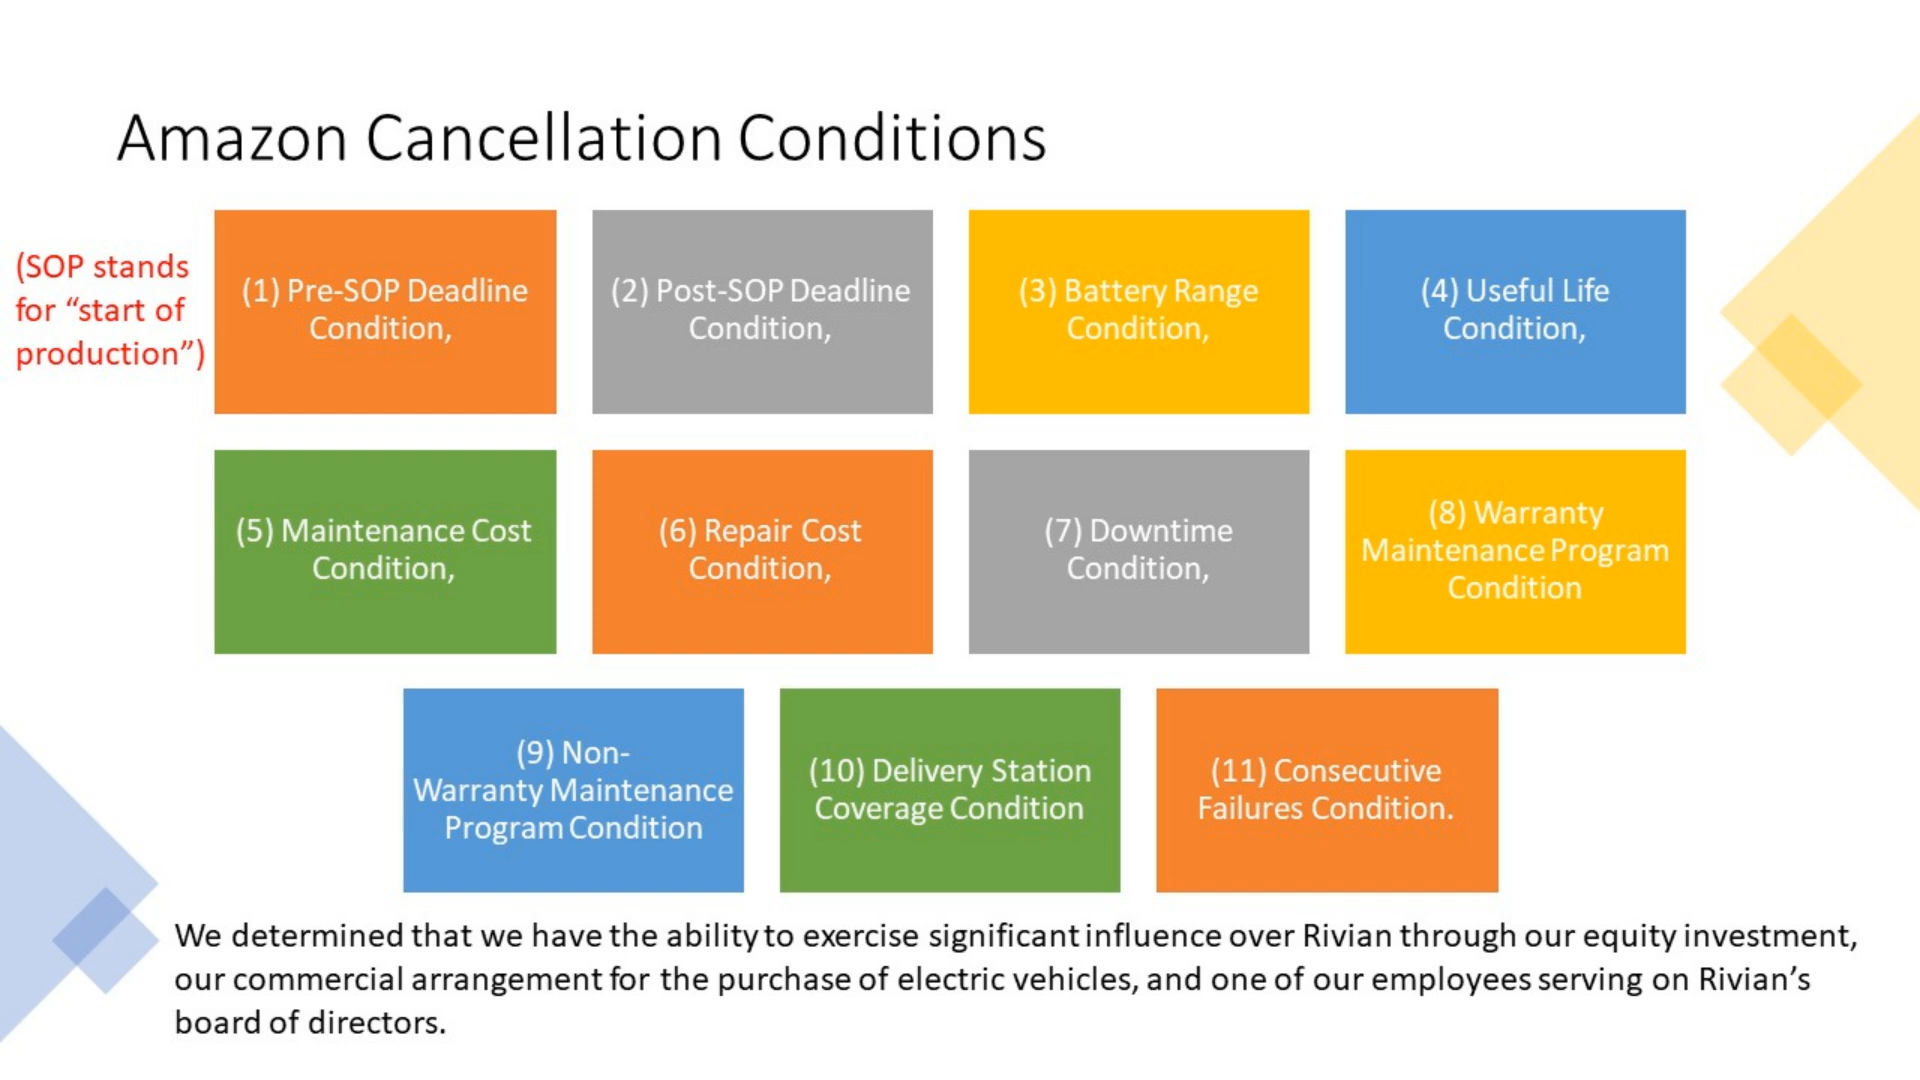 Amazon Cancellation Conditions
(SOP stands
for “start of
production”)
(1) Pre-SOP Deadline
Condition,
(2) Post-SOP Deadline
Condition,
(3) Battery Range
Condition,
(4) Useful Life
Condition,
(5) Maintenance Cost
Condition,
(6) Repair Cost
Condition,
(7) Downtime
Condition,
(8) Warranty
Maintenance Program
Condition
(9) Non-
Warranty Maintenance
Program Condition
(10) Delivery Station
Coverage Condition
(11) Consecutive
Failures Condition.
We determined that we have the ability to exercise significant influence over Rivian through our equity investment,
our commercial arrangement for the purchase of electric vehicles, and one of our employees serving on Rivian’s
board of directors.